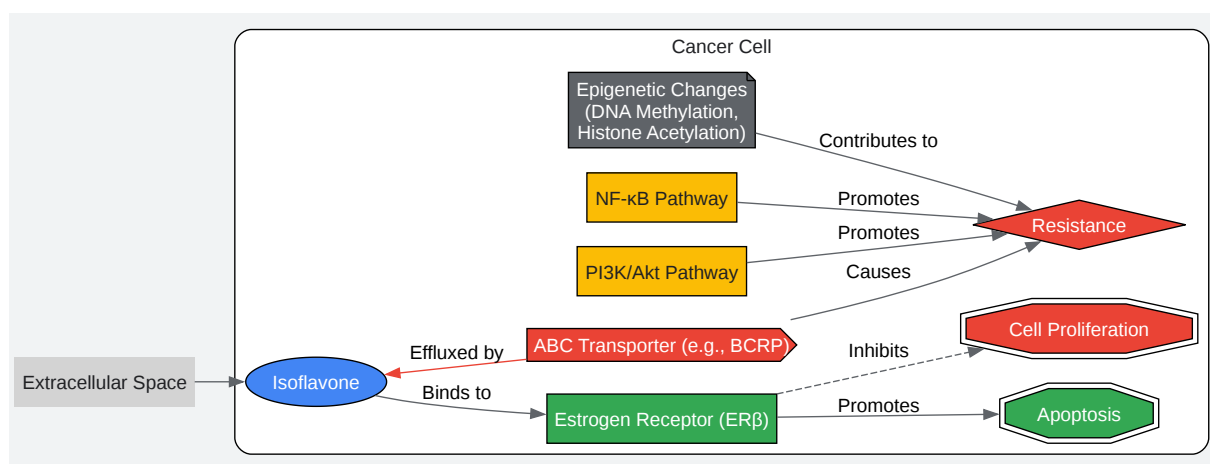 Cancer Cell
Epigenetic Changes
(DNA Methylation,
Histone Acetylation)
Contributes to
NF-κB Pathway
Promotes
Resistance
Promotes
PI3K/Akt Pathway
Causes
Cell Proliferation
ABC Transporter (e.g., BCRP)
Effluxed by
Inhibits
Extracellular Space
Isoflavone
Binds to
Estrogen Receptor (ERβ)
Promotes
Apoptosis